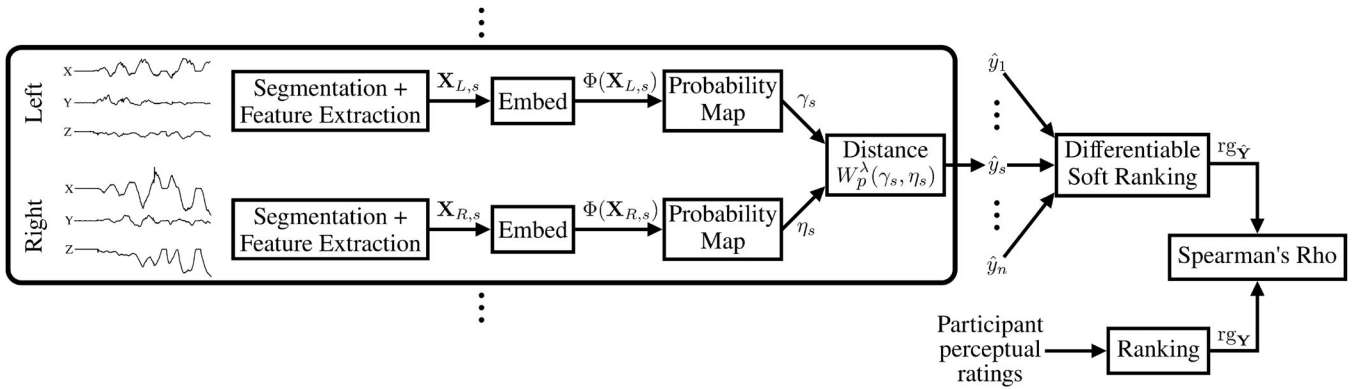 Left
X
Y
Z
Segmentation +
Feature Extraction
X_{L,s}
Embed
Φ(X_{L,s})
Probability
Map
γ_s
Right
X
Y
Z
Segmentation +
Feature Extraction
X_{R,s}
Embed
Φ(X_{R,s})
Probability
Map
η_s
Distance
W_p^λ(γ_s, η_s)
ŷ_1
ŷ_s
ŷ_n
Differentiable
Soft Ranking
rg_Ŷ
Spearman's Rho
Participant
perceptual
ratings
Ranking
rg_Y